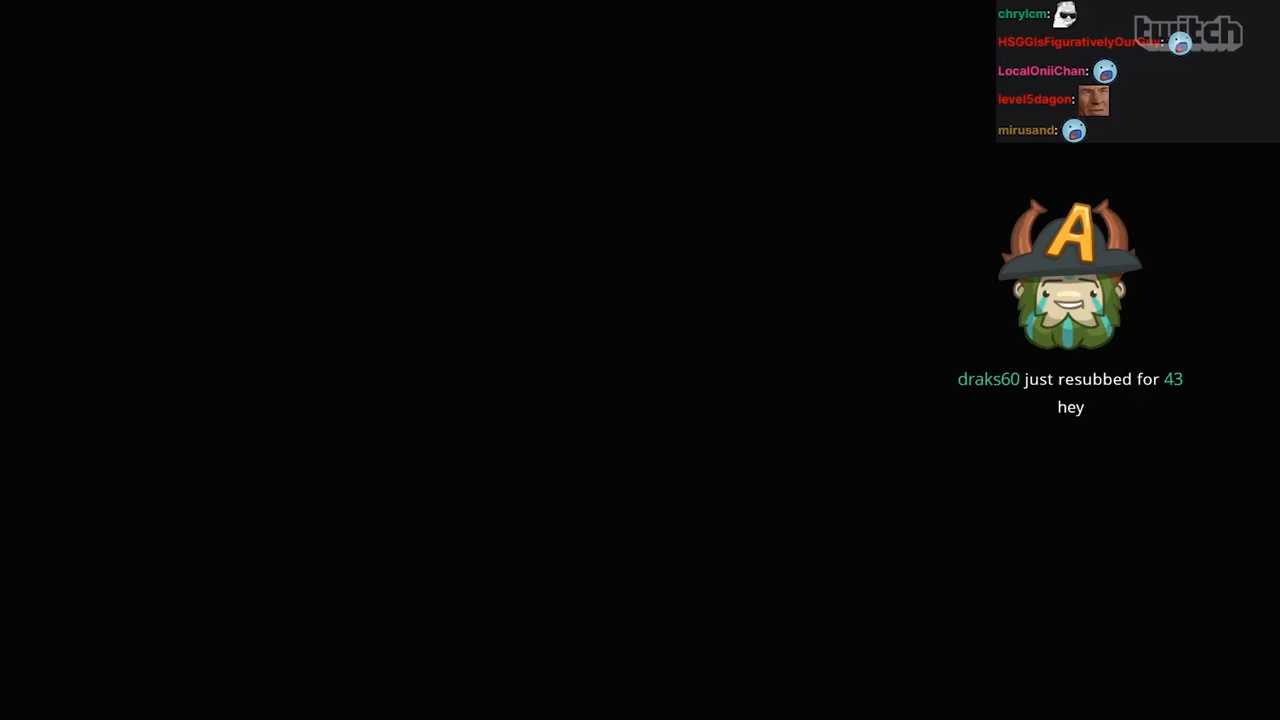 chrylcm:
twitch
HSGGIsFigurativelyOurGuy:
LocalOniiChan:
level5dagon:
mirusand:
A
draks60 just resubbed for 43
hey